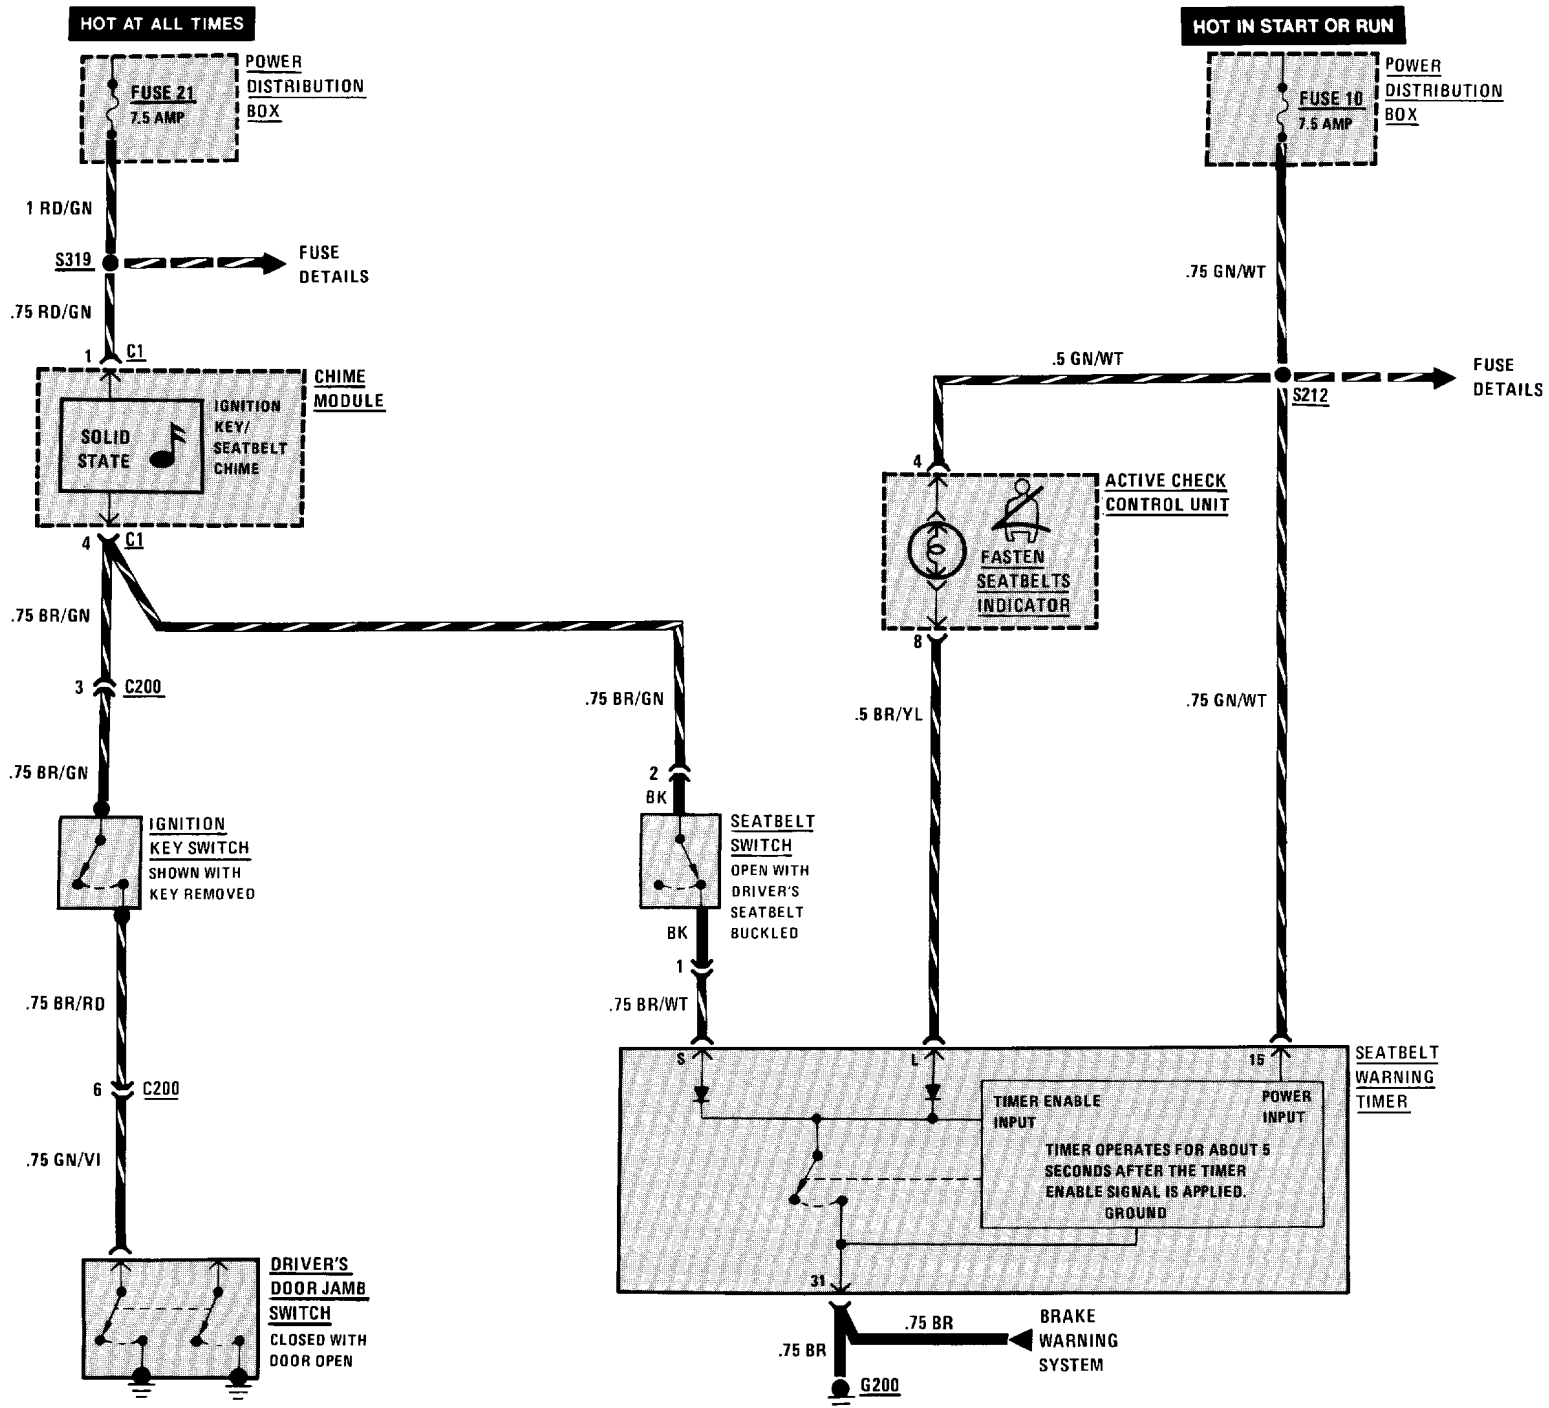 HOT AT ALL TIMES
POWER
DISTRIBUTION
BOX
FUSE 21
7.5 AMP
1 RD/GN
S319
FUSE
DETAILS
.75 RD/GN
1
C1
CHIME
MODULE
SOLID
STATE
IGNITION
KEY/
SEATBELT
CHIME
4
C1
.75 BR/GN
3
C200
.75 BR/GN
IGNITION
KEY SWITCH
SHOWN WITH
KEY REMOVED
.75 BR/RD
6
C200
.75 GN/VI
DRIVER'S
DOOR JAMB
SWITCH
CLOSED WITH
DOOR OPEN
.75 BR/GN
2
BK
SEATBELT
SWITCH
OPEN WITH
DRIVER'S
SEATBELT
BUCKLED
BK
1
.75 BR/WT
HOT IN START OR RUN
POWER
DISTRIBUTION
BOX
FUSE 10
7.5 AMP
.75 GN/WT
.5 GN/WT
S212
FUSE
DETAILS
4
ACTIVE CHECK
CONTROL UNIT
FASTEN
SEATBELTS
INDICATOR
8
.5 BR/YL
.75 GN/WT
S
L
15
SEATBELT
WARNING
TIMER
TIMER ENABLE
INPUT
POWER
INPUT
TIMER OPERATES FOR ABOUT 5
SECONDS AFTER THE TIMER
ENABLE SIGNAL IS APPLIED.
GROUND
31
.75 BR
BRAKE
WARNING
SYSTEM
.75 BR
G200